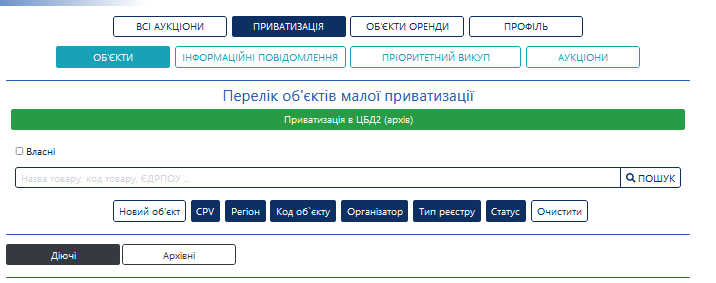 ВСІ АУКЦІОНИ ПРИВАТИЗАЦІЯ ОБ'ЄКТИ ОРЕНДИ ПРОФІЛЬ
ОБ'ЄКТИ ІНФОРМАЦІЙНІ ПОВІДОМЛЕННЯ ПРІОРИТЕТНИЙ ВИКУП АУКЦІОНИ
Перелік об'єктів малої приватизації
Приватизація в ЦБД2 (архів)
Власні
Назва товару, код товару, ЄДРПОУ ... ПОШУК
Новий об'єкт CPV Регіон Код об`єкту Організатор Тип реєстру Статус Очистити
Діючі Архівні